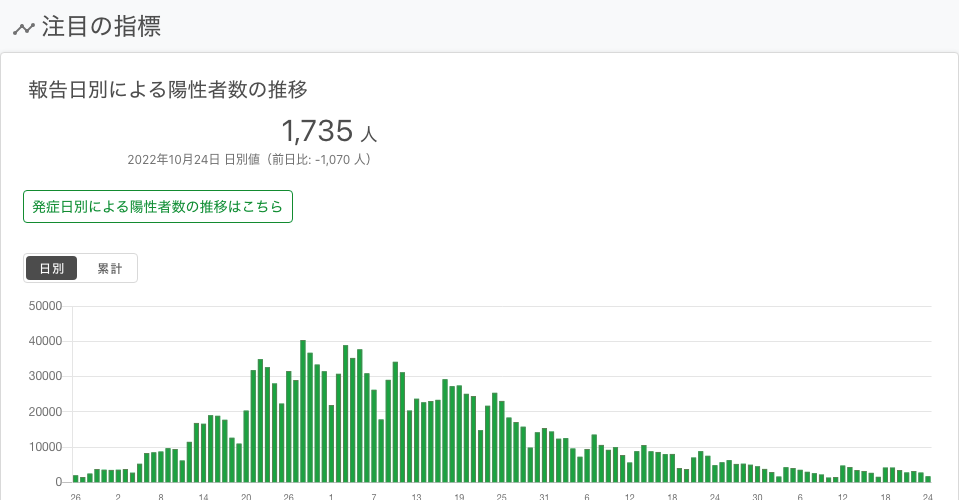 注目の指標
報告日別による陽性者数の推移
1,735 人
2022年10月24日 日別値（前日比: -1,070 人）
発症日別による陽性者数の推移はこちら
日別 累計
50000
40000
30000
20000
10000
0
26 2 8 14 20 26 1 7 13 19 25 31 6 12 18 24 30 6 12 18 24